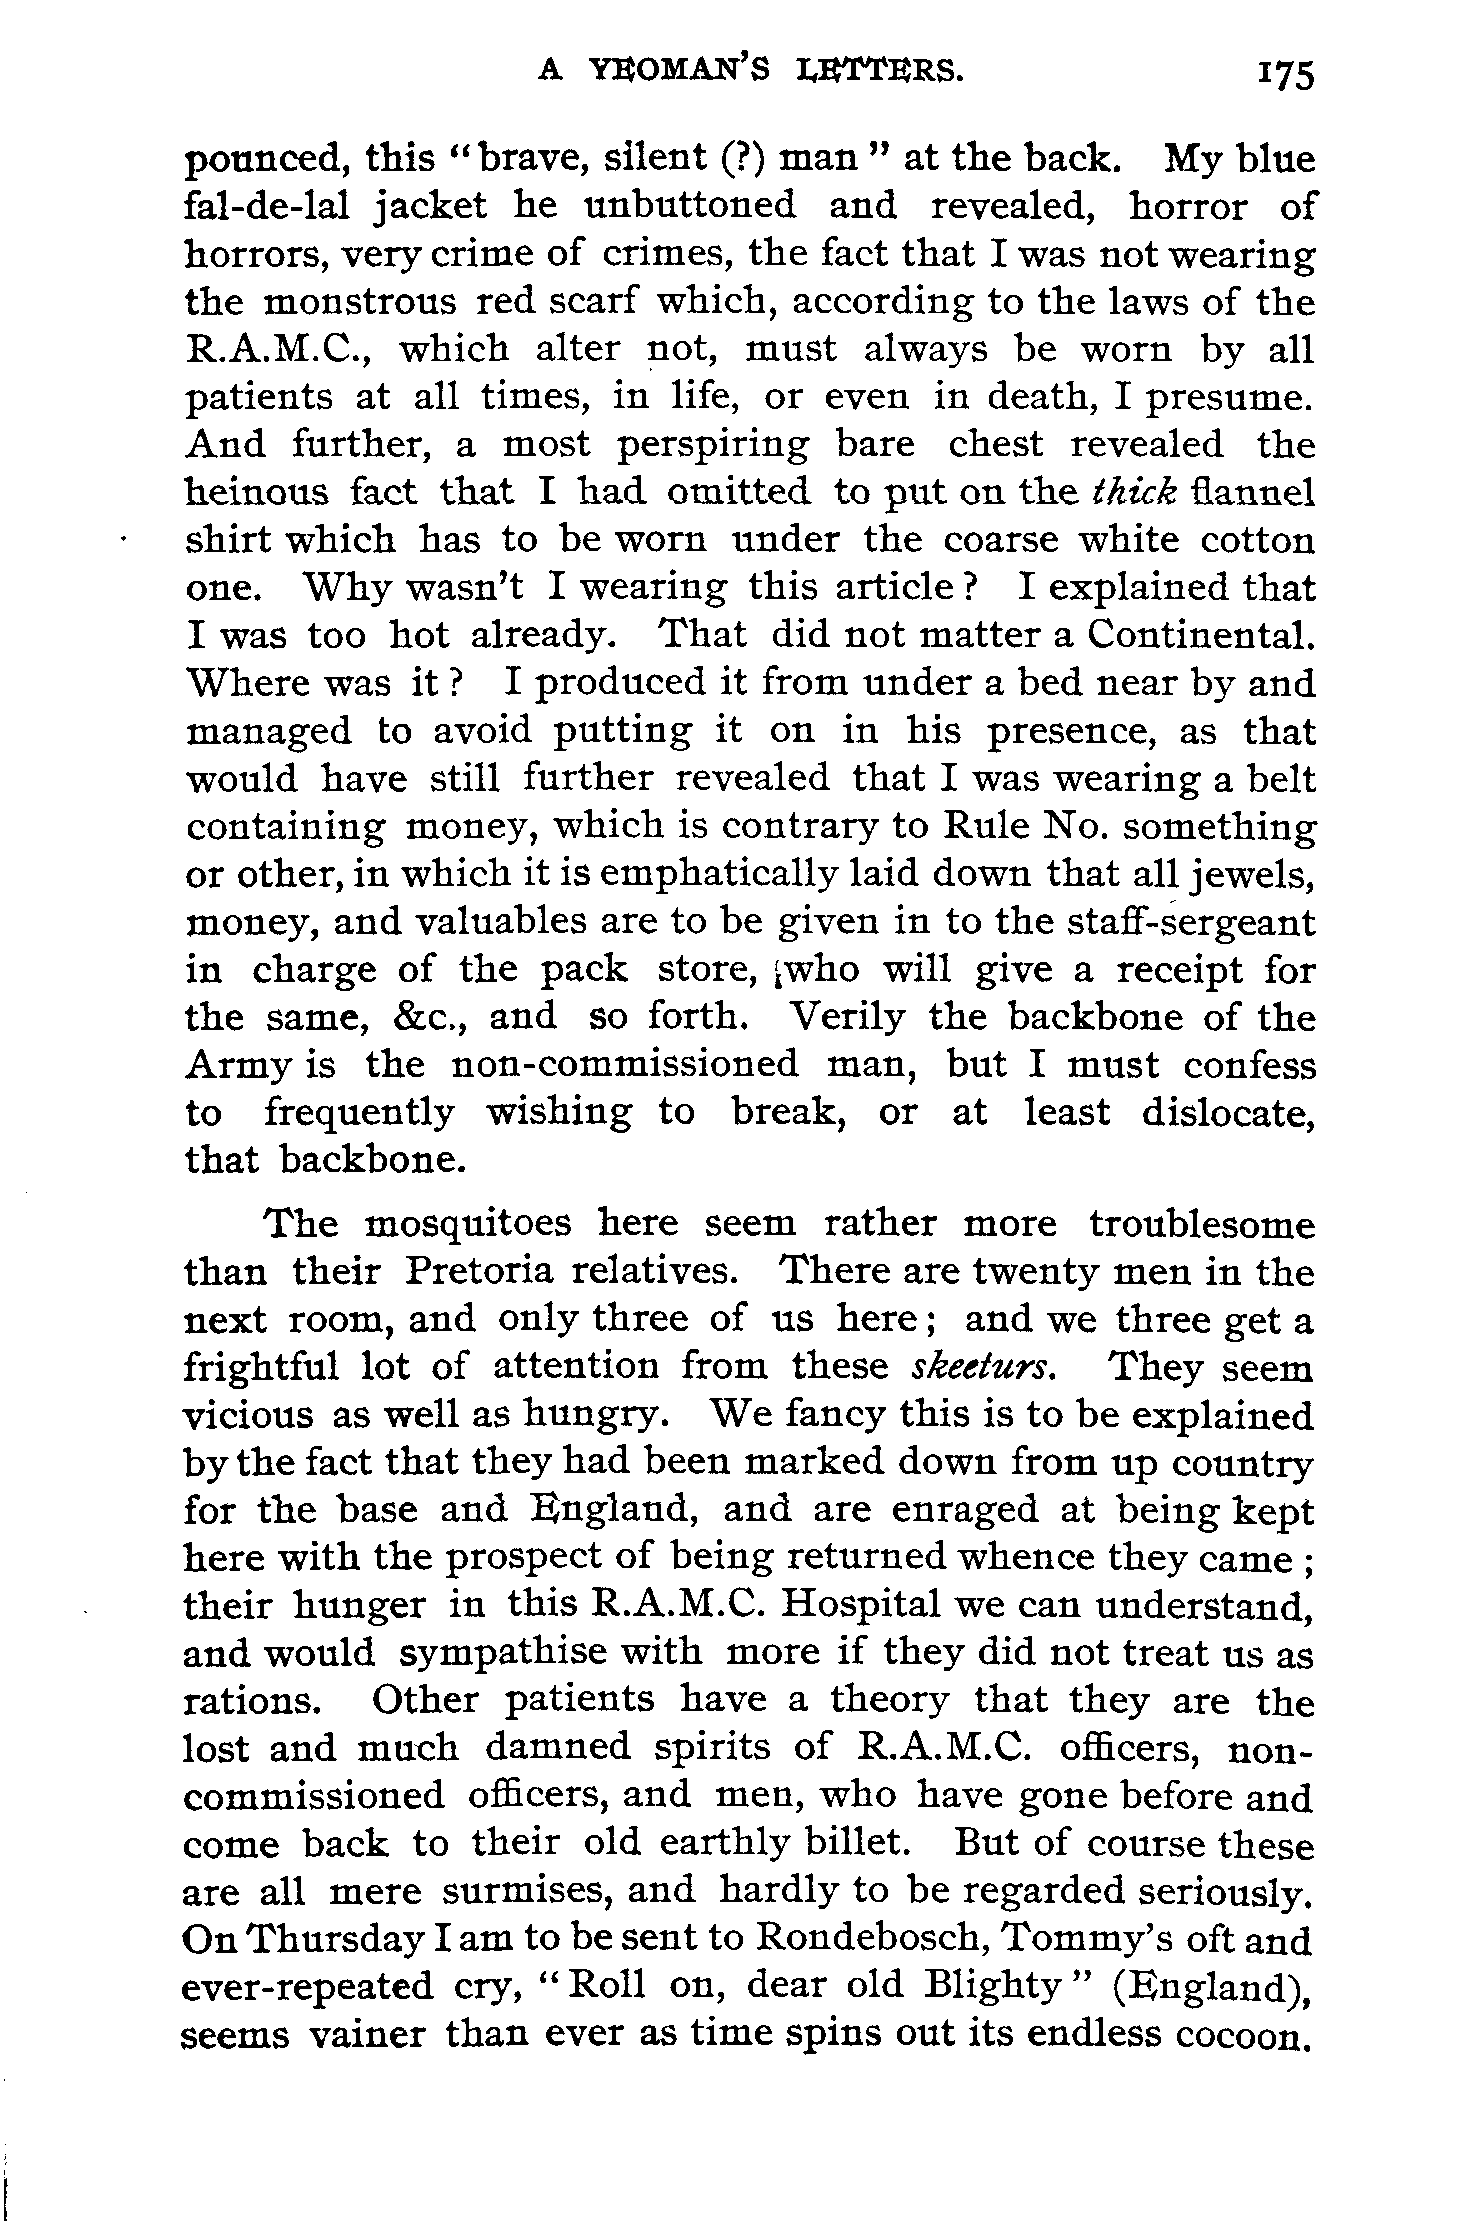 A YEOMAN'S LETTERS. 175
pounced, this "brave, silent (?) man" at the back. My blue
fal-de-lal jacket he unbuttoned and revealed, horror of
horrors, very crime of crimes, the fact that I was not wearing
the monstrous red scarf which, according to the laws of the
R.A.M.C., which alter not, must always be worn by all
patients at all times, in life, or even in death, I presume.
And further, a most perspiring bare chest revealed the
heinous fact that I had omitted to put on the thick flannel
shirt which has to be worn under the coarse white cotton
one. Why wasn't I wearing this article? I explained that
I was too hot already. That did not matter a Continental.
Where was it? I produced it from under a bed near by and
managed to avoid putting it on in his presence, as that
would have still further revealed that I was wearing a belt
containing money, which is contrary to Rule No. something
or other, in which it is emphatically laid down that all jewels,
money, and valuables are to be given in to the staff-sergeant
in charge of the pack store, who will give a receipt for
the same, &c., and so forth. Verily the backbone of the
Army is the non-commissioned man, but I must confess
to frequently wishing to break, or at least dislocate,
that backbone.
The mosquitoes here seem rather more troublesome
than their Pretoria relatives. There are twenty men in the
next room, and only three of us here; and we three get a
frightful lot of attention from these skeeturs. They seem
vicious as well as hungry. We fancy this is to be explained
by the fact that they had been marked down from up country
for the base and England, and are enraged at being kept
here with the prospect of being returned whence they came;
their hunger in this R.A.M.C. Hospital we can understand,
and would sympathise with more if they did not treat us as
rations. Other patients have a theory that they are the
lost and much damned spirits of R.A.M.C. officers, non-
commissioned officers, and men, who have gone before and
come back to their old earthly billet. But of course these
are all mere surmises, and hardly to be regarded seriously.
On Thursday I am to be sent to Rondebosch, Tommy's oft and
ever-repeated cry, "Roll on, dear old Blighty" (England),
seems vainer than ever as time spins out its endless cocoon.